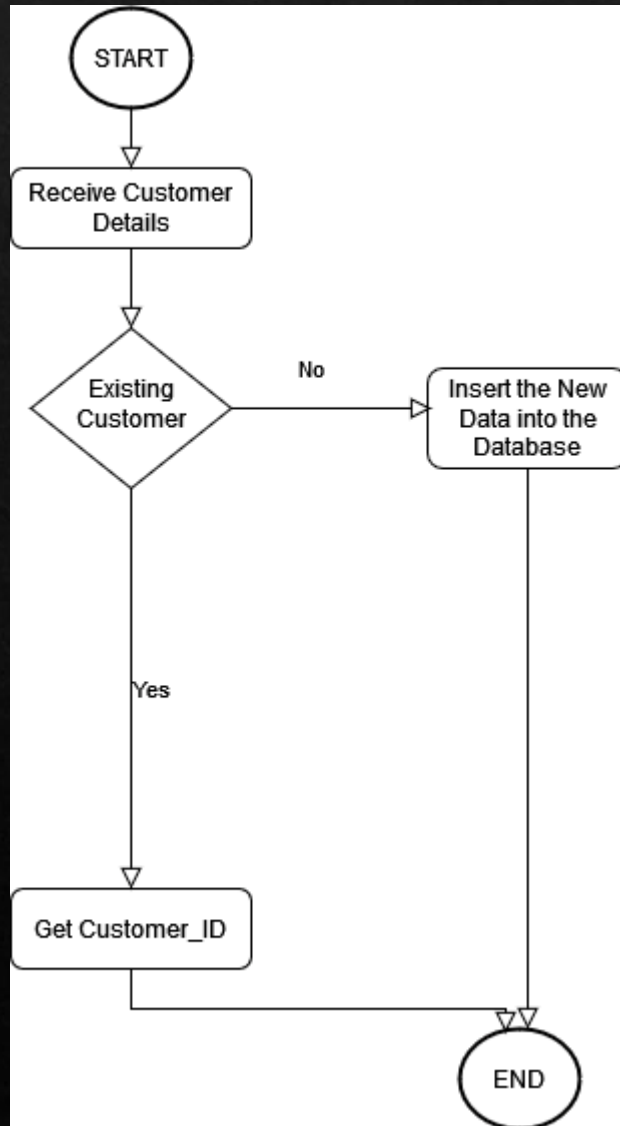 START
Receive Customer
Details
Existing
Customer
No
Insert the New
Data into the
Database
Yes
Get Customer_ID
END